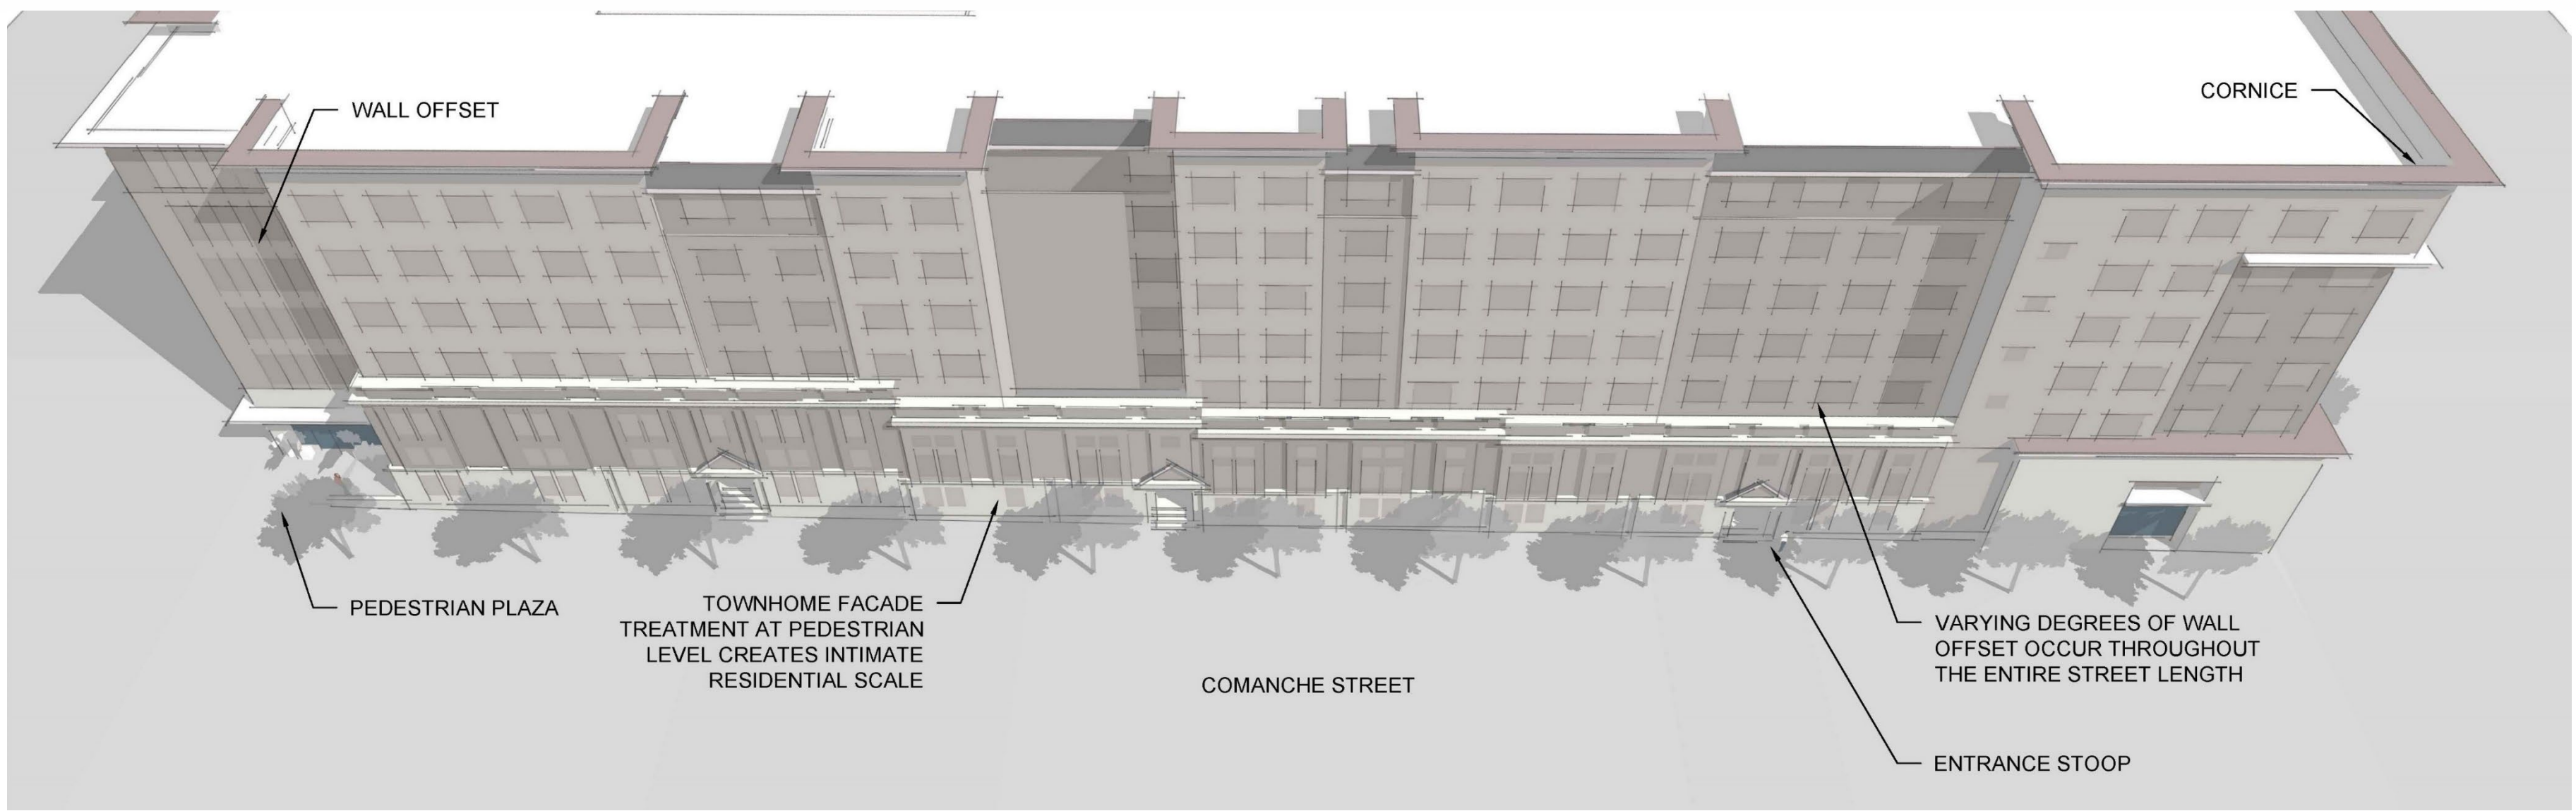 CORNICE
WALL OFFSET
PEDESTRIAN PLAZA
TOWNHOME FACADE
TREATMENT AT PEDESTRIAN
LEVEL CREATES INTIMATE
RESIDENTIAL SCALE
COMANCHE STREET
VARYING DEGREES OF WALL
OFFSET OCCUR THROUGHOUT
THE ENTIRE STREET LENGTH
ENTRANCE STOOP